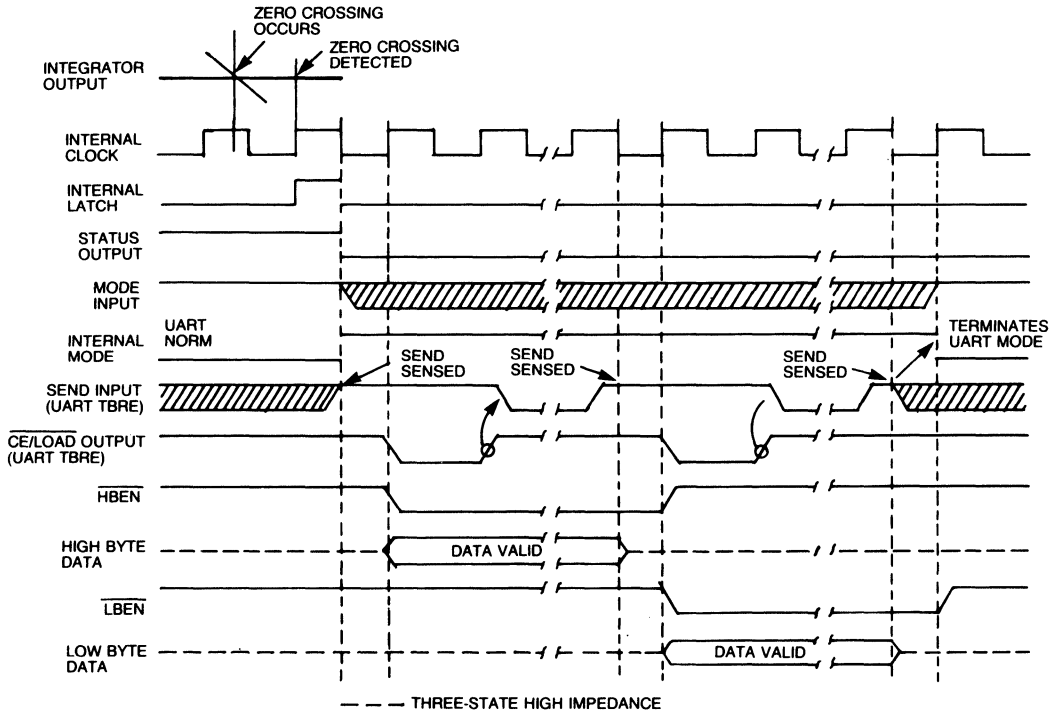 ZERO CROSSING
OCCURS
ZERO CROSSING
DETECTED
INTEGRATOR
OUTPUT
INTERNAL
CLOCK
INTERNAL
LATCH
STATUS
OUTPUT
MODE
INPUT
INTERNAL
MODE
UART
NORM
TERMINATES
UART MODE
SEND
SENSED
SEND
SENSED
SEND
SENSED
SEND INPUT
(UART TBRE)
CE/LOAD OUTPUT
(UART TBRE)
HBEN
HIGH BYTE
DATA
DATA VALID
LBEN
LOW BYTE
DATA
DATA VALID
THREE-STATE HIGH IMPEDANCE